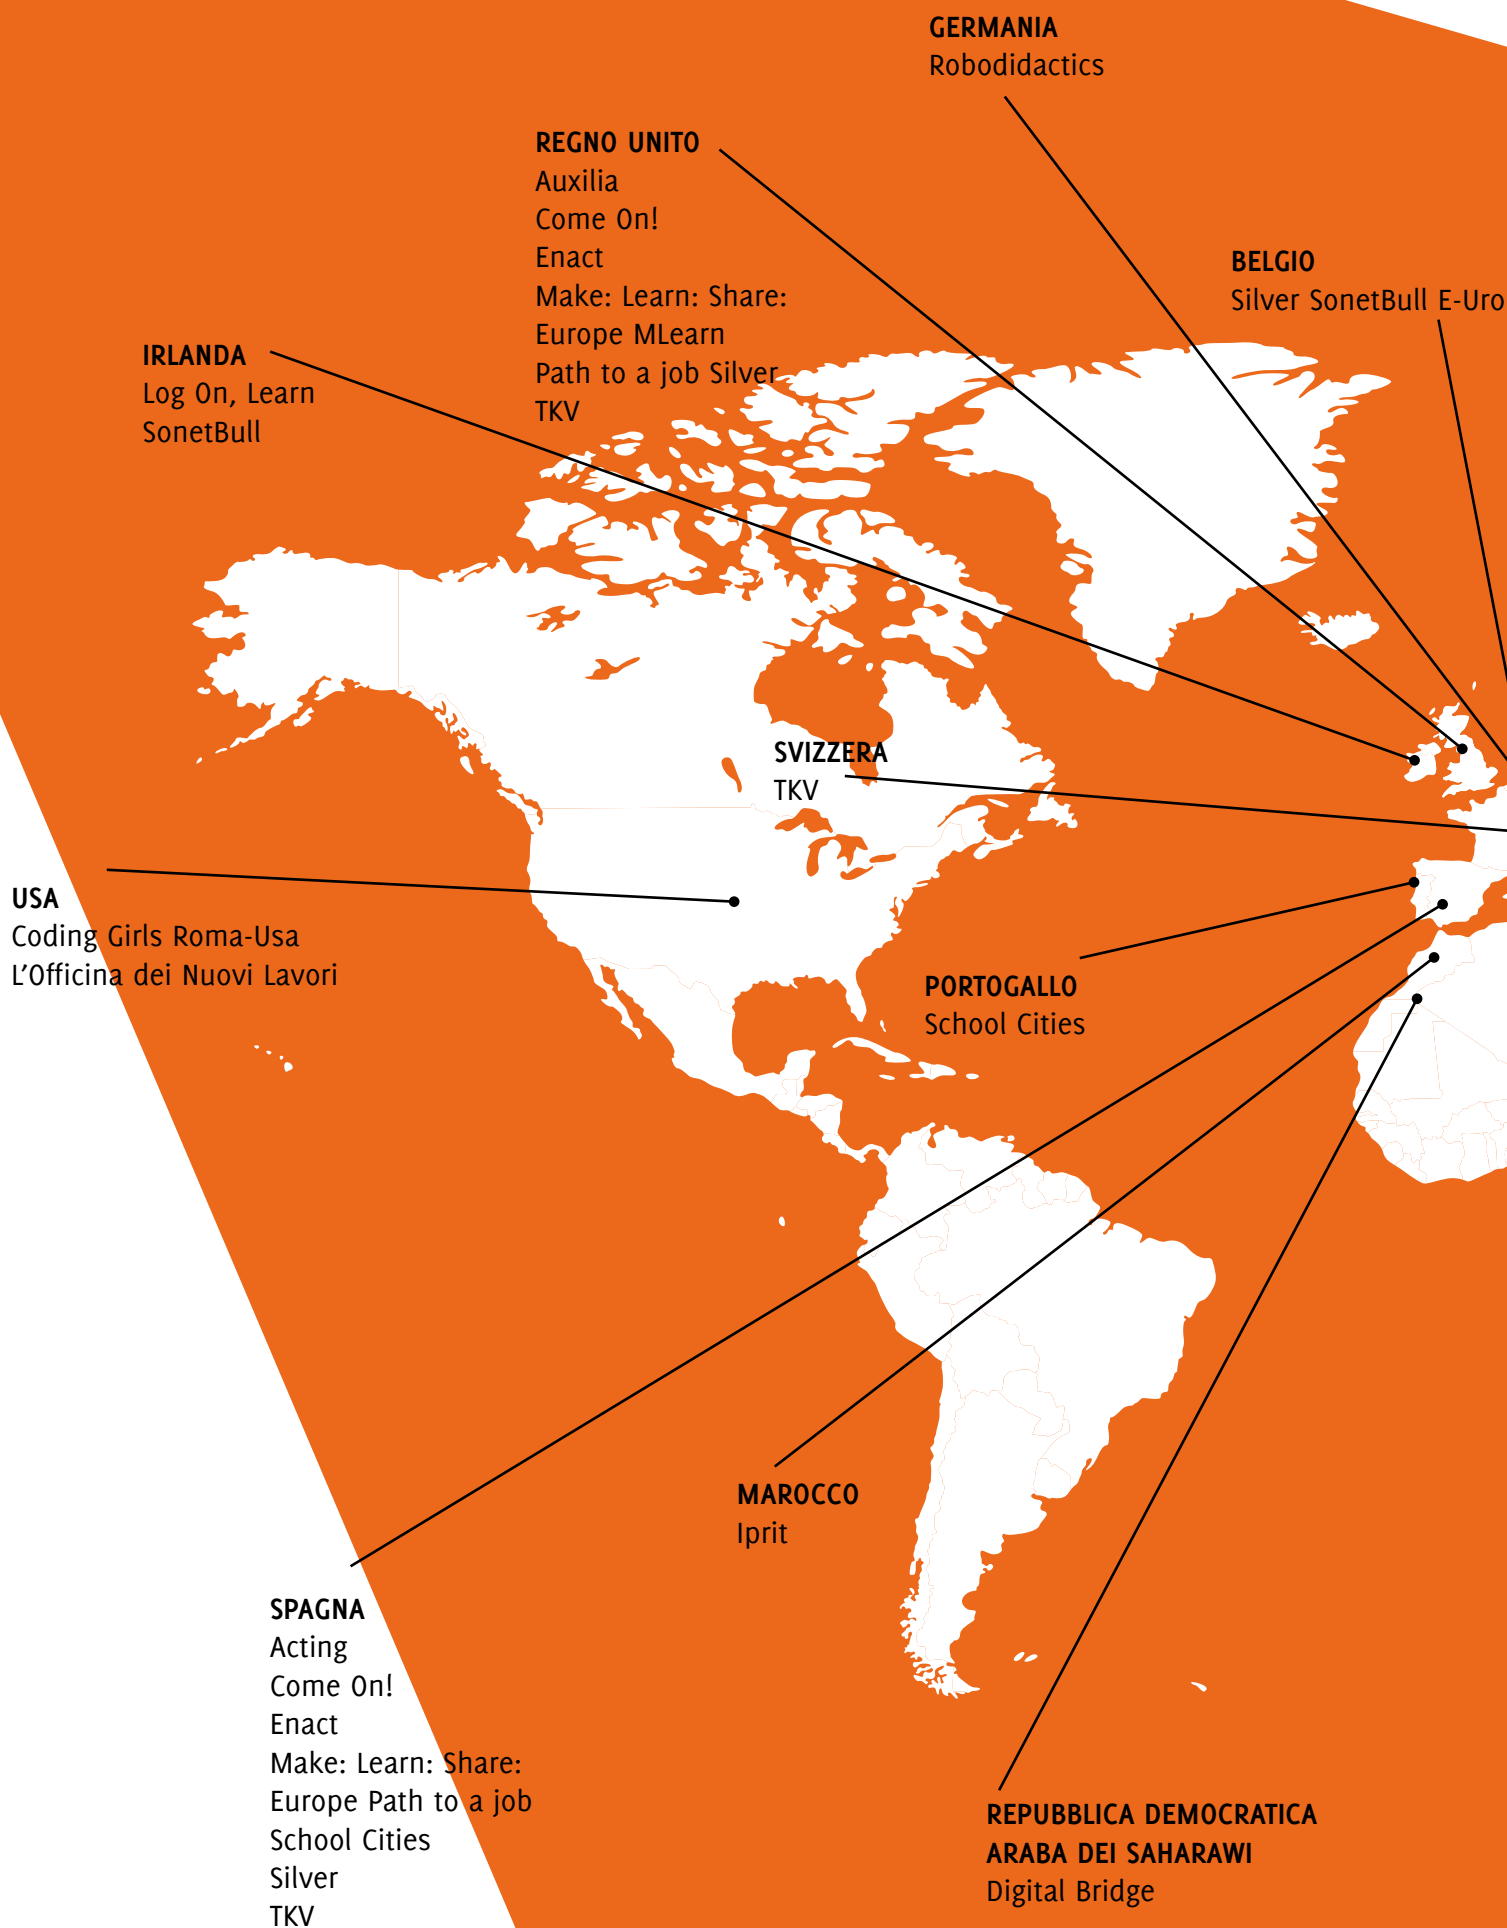 GERMANIA
Robodidactics
REGNO UNITO
Auxilia
Come On!
Enact
Make: Learn: Share:
Europe MLearn
Path to a job Silver
TKV
BELGIO
Silver SonetBull E-Uro
IRLANDA
Log On, Learn
SonetBull
SVIZZERA
TKV
USA
Coding Girls Roma-Usa
L'Officina dei Nuovi Lavori
PORTOGALLO
School Cities
MAROCCO
Iprit
SPAGNA
Acting
Come On!
Enact
Make: Learn: Share:
Europe Path to a job
School Cities
Silver
TKV
REPUBBLICA DEMOCRATICA
ARABA DEI SAHARAWI
Digital Bridge